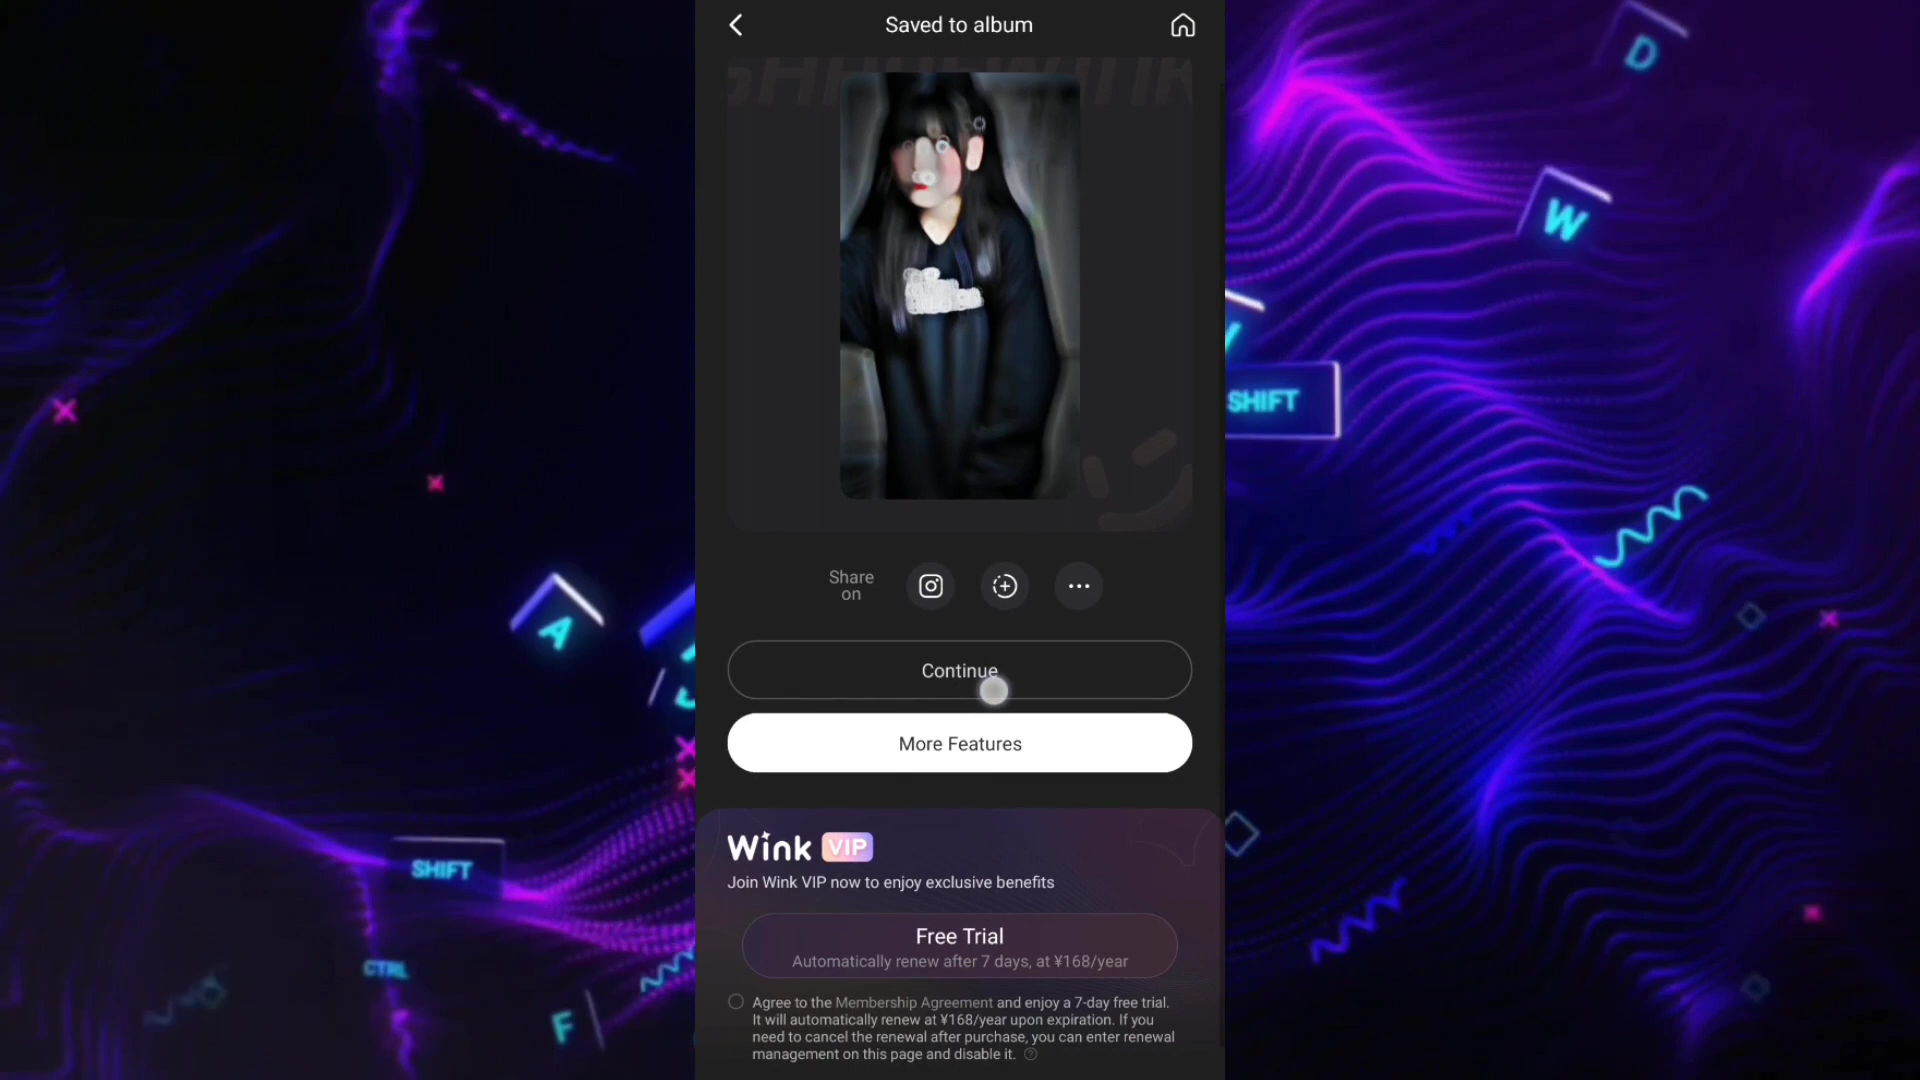 Saved to album
Share
on
Continue
More Features
Wink VIP
Join Wink VIP now to enjoy exclusive benefits
Free Trial
Automatically renew after 7 days, at ¥168/year
Agree to the Membership Agreement and enjoy a 7-day free trial.
It will automatically renew at ¥168/year upon expiration. If you
need to cancel the renewal after purchase, you can enter renewal
management on this page and disable it.
A
SHIFT
CTRL
F
D
W
SHIFT